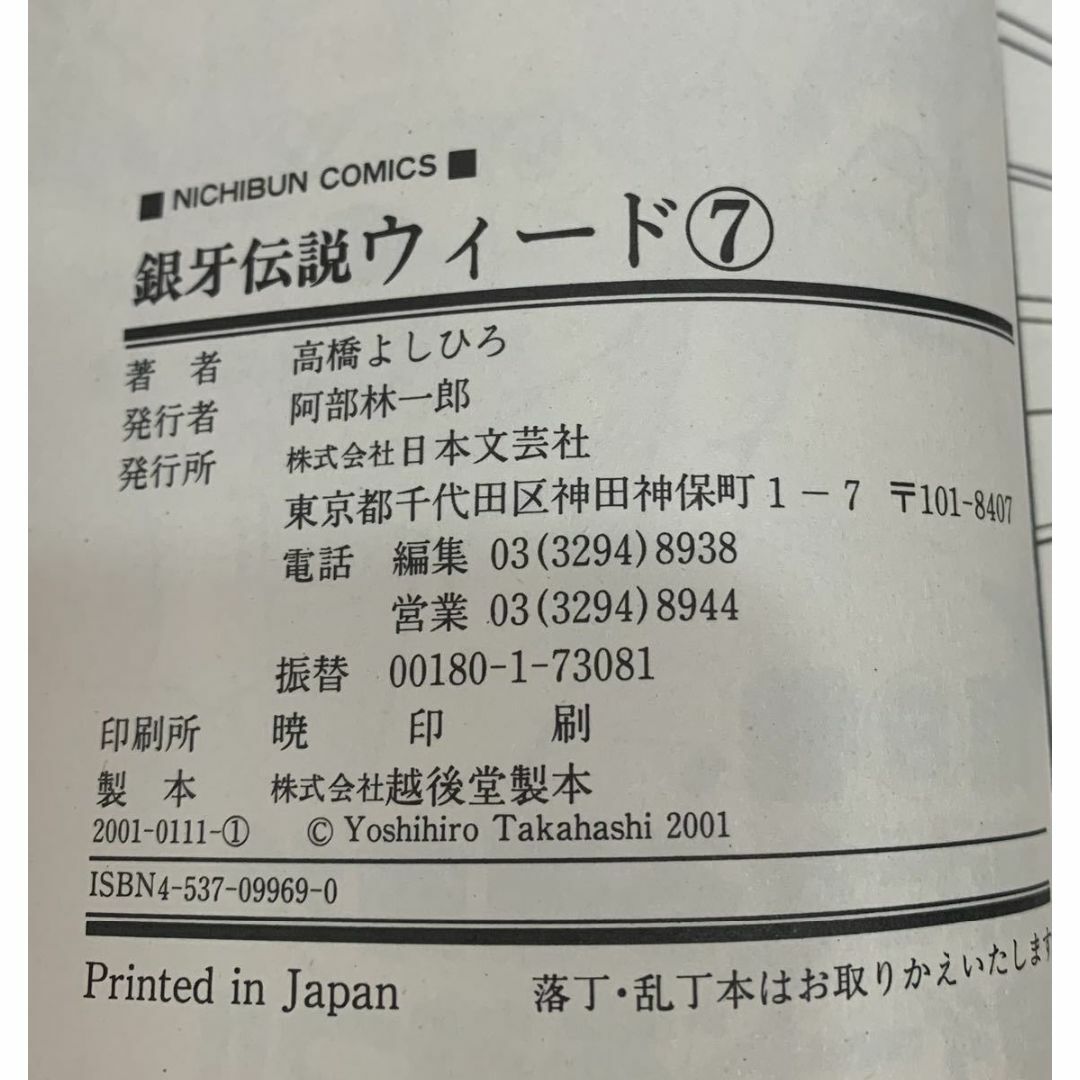 ■ NICHIBUN COMICS ■
銀牙伝説ウィード⑦
著 者 高橋よしひろ
発行者 阿部林一郎
発行所 株式会社日本文芸社
東京都千代田区神田神保町1-7 〒101-8407
電話 編集 03(3294)8938
営業 03(3294)8944
振替 00180-1-73081
印刷所 暁 印 刷
製 本 株式会社越後堂製本
2001-0111-① © Yoshihiro Takahashi 2001
ISBN4-537-09969-0
Printed in Japan 落丁・乱丁本はお取りかえいたします